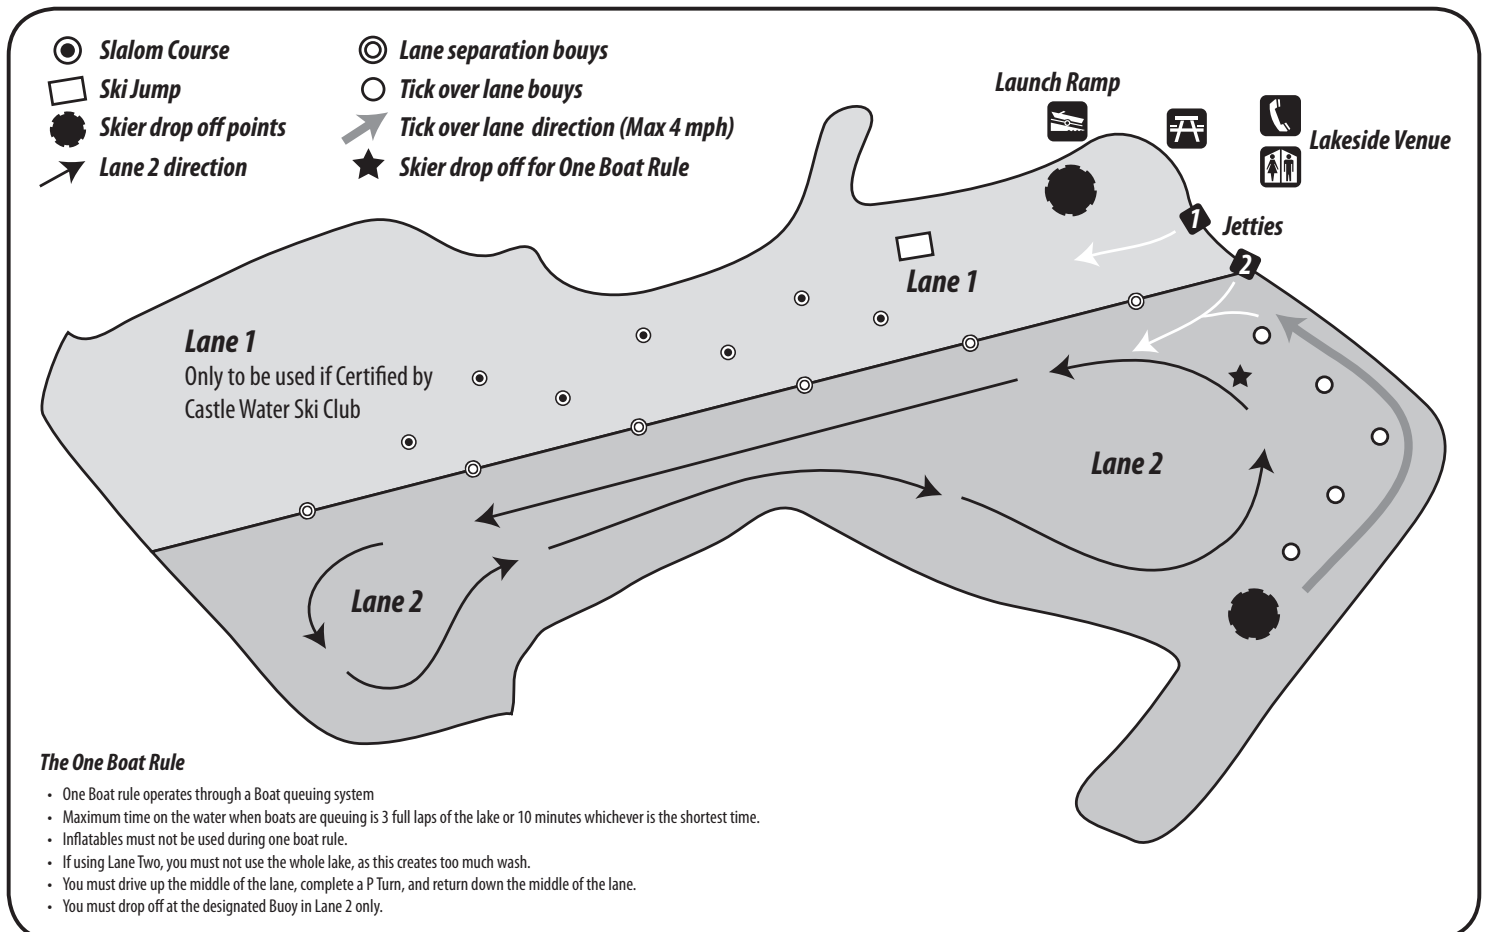 Slalom Course
Ski Jump
Skier drop off points
Lane 2 direction
Lane separation bouys
Tick over lane bouys
Tick over lane direction (Max 4 mph)
Skier drop off for One Boat Rule
Launch Ramp
Lakeside Venue
1
Jetties
2
Lane 1
Lane 1
Only to be used if Certified by
Castle Water Ski Club
Lane 2
Lane 2
The One Boat Rule
• One Boat rule operates through a Boat queuing system
• Maximum time on the water when boats are queuing is 3 full laps of the lake or 10 minutes whichever is the shortest time.
• Inflatables must not be used during one boat rule.
• If using Lane Two, you must not use the whole lake, as this creates too much wash.
• You must drive up the middle of the lane, complete a P Turn, and return down the middle of the lane.
• You must drop off at the designated Buoy in Lane 2 only.